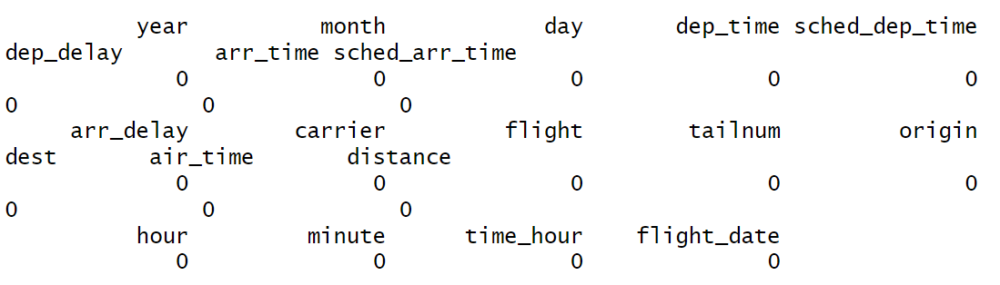 year month day dep_time sched_dep_time
dep_delay arr_time sched_arr_time
0 0 0 0 0
0 0 0
arr_delay carrier flight tailnum origin
dest air_time distance
0 0 0 0 0
0 0 0
hour minute time_hour flight_date
0 0 0 0